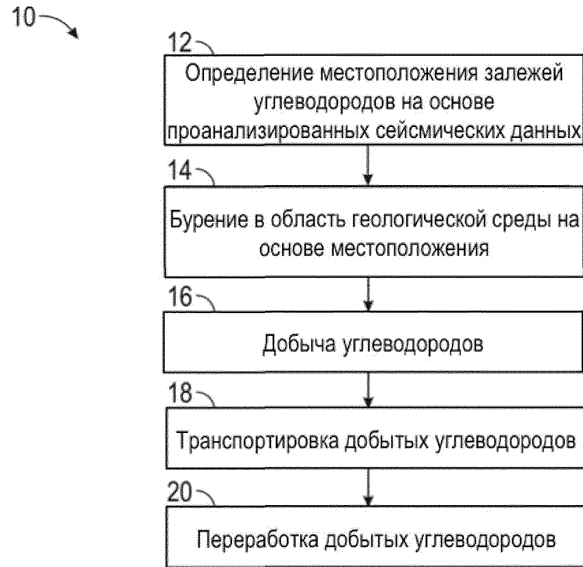 10
12
Определение местоположения залежей
углеводородов на основе
проанализированных сейсмических данных
14
Бурение в область геологической среды на
основе местоположения
16
Добыча углеводородов
18
Транспортировка добытых углеводородов
20
Переработка добытых углеводородов